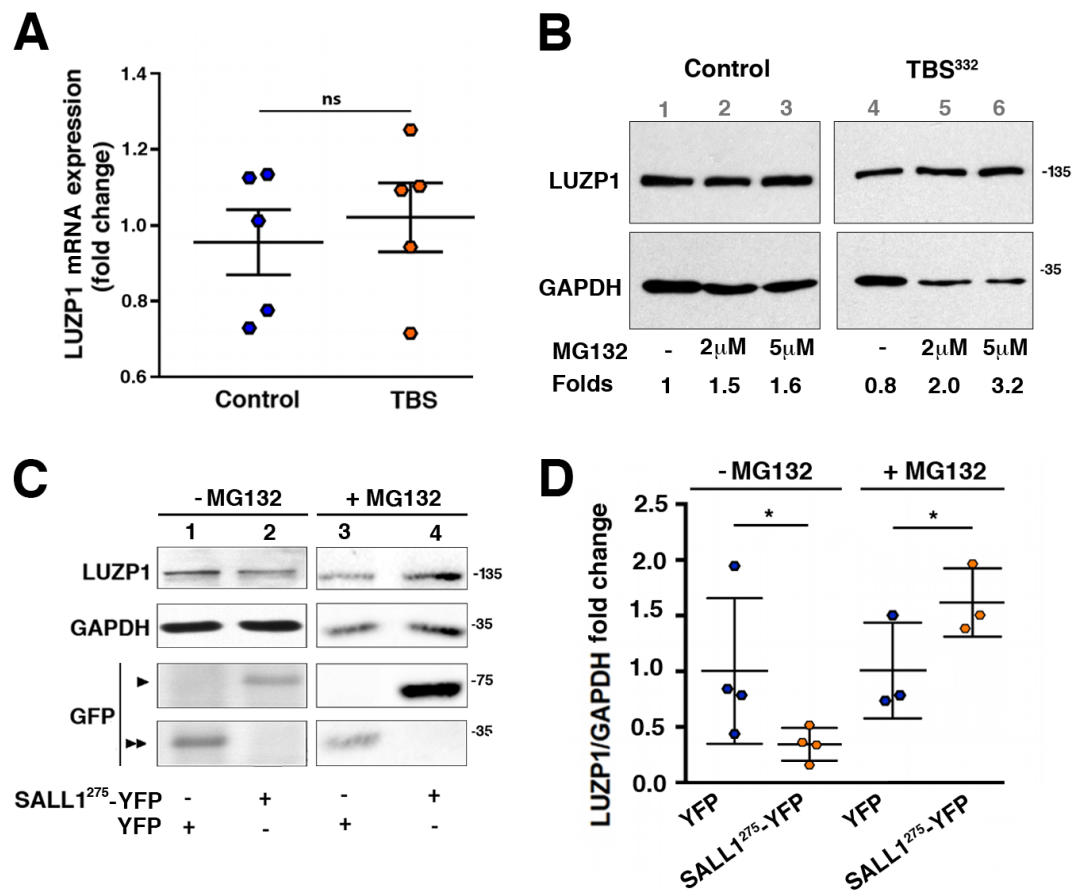 A
LUZP1 mRNA expression
(fold change)
1.4
1.2
1.0
0.8
0.6
ns
Control TBS
B
Control TBS³³²
1 2 3 4 5 6
LUZP1 -135
GAPDH -35
MG132 - 2µM 5µM - 2µM 5µM
Folds 1 1.5 1.6 0.8 2.0 3.2
C
- MG132 + MG132
1 2 3 4
LUZP1 -135
GAPDH -35
GFP
-75
-35
SALL1²⁷⁵-YFP - + - +
YFP + - + -
D
- MG132 + MG132
LUZP1/GAPDH fold change
2.5
2.0
1.5
1.0
0.5
0.0
* *
YFP SALL1²⁷⁵-YFP YFP SALL1²⁷⁵-YFP